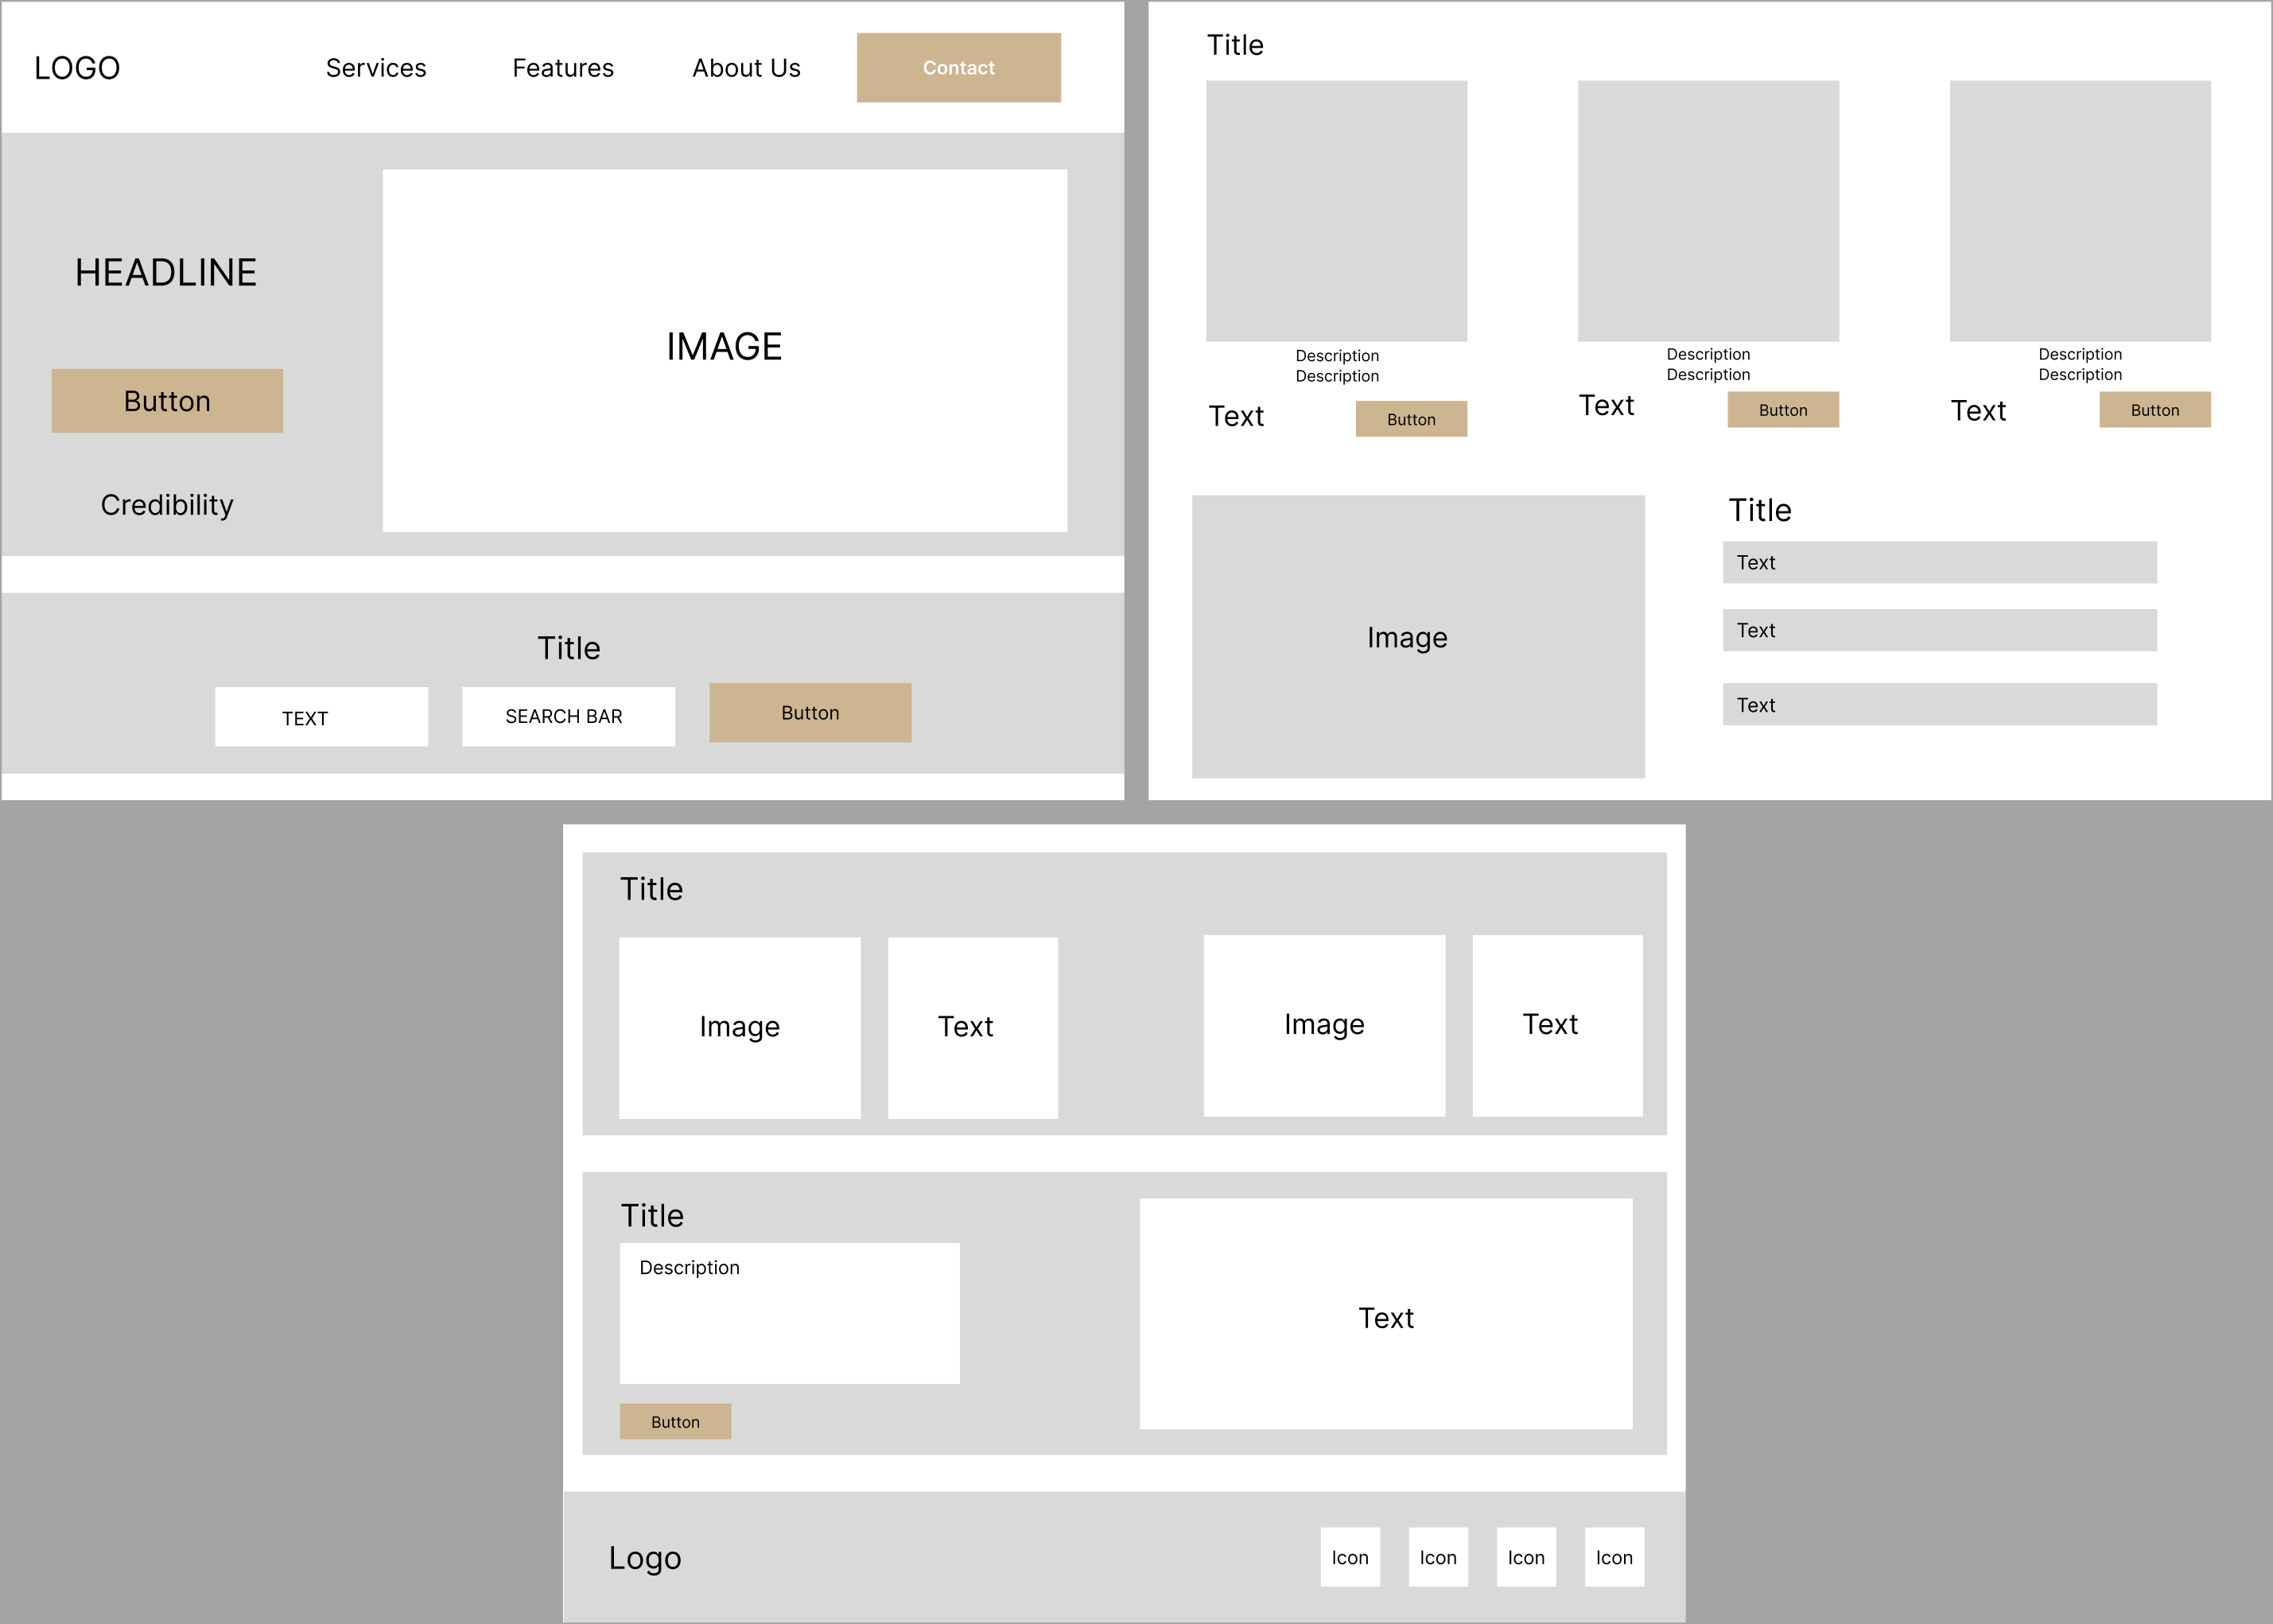 LOGO
Services
Features
About Us
Contact
HEADLINE
IMAGE
Button
Credibility
Title
TEXT
SEARCH BAR
Button
Title
Description
Description
Text
Button
Description
Description
Text
Button
Description
Description
Text
Button
Image
Title
Text
Text
Text
Title
Image
Text
Image
Text
Title
Description
Button
Text
Logo
Icon
Icon
Icon
Icon